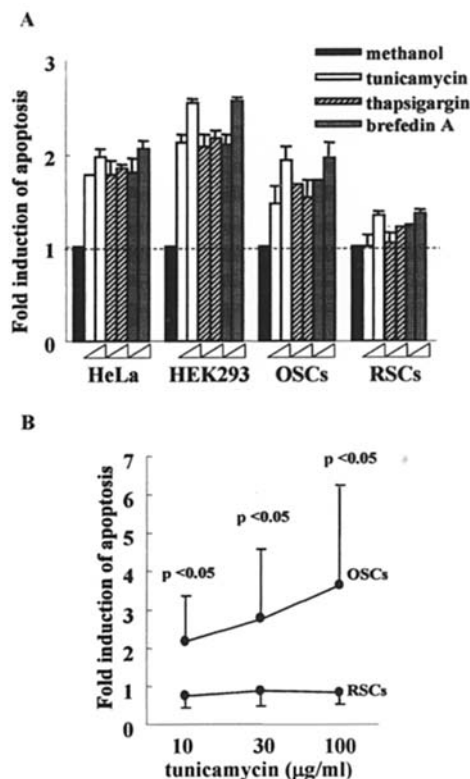 A
methanol
tunicamycin
thapsigargin
brefedin A
Fold induction of apoptosis
3
2
1
0
HeLa HEK293 OSCs RSCs
B
Fold induction of apoptosis
7
6
5
4
3
2
1
0
p <0.05
p <0.05
p <0.05
OSCs
RSCs
10 30 100
tunicamycin (μg/ml)